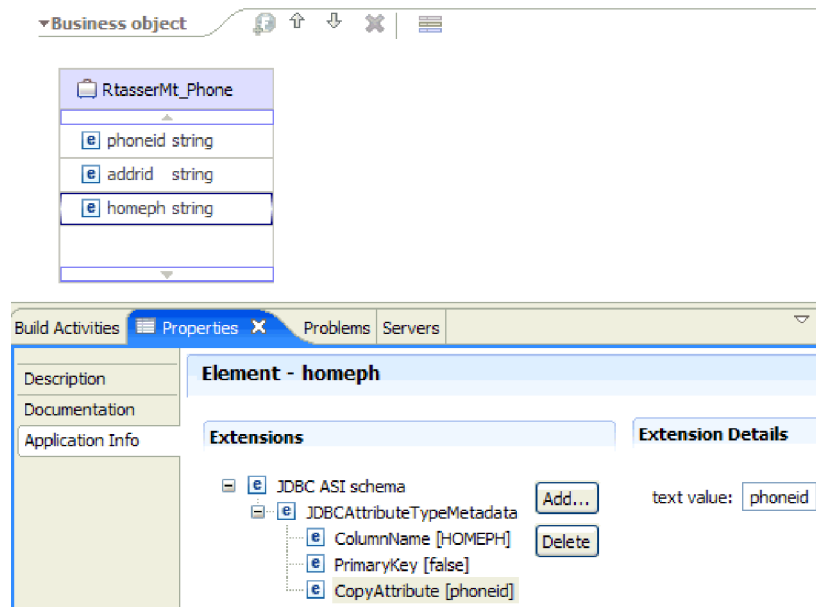 Business object
RtasserMt_Phone
e phoneid string
e addrid string
e homeph string
Build Activities Properties Problems Servers
Description
Documentation
Application Info
Element - homeph
Extensions
e JDBC ASI schema
e JDBCAttributeTypeMetadata
e ColumnName [HOMEPH]
e PrimaryKey [false]
e CopyAttribute [phoneid]
Add...
Delete
Extension Details
text value: phoneid